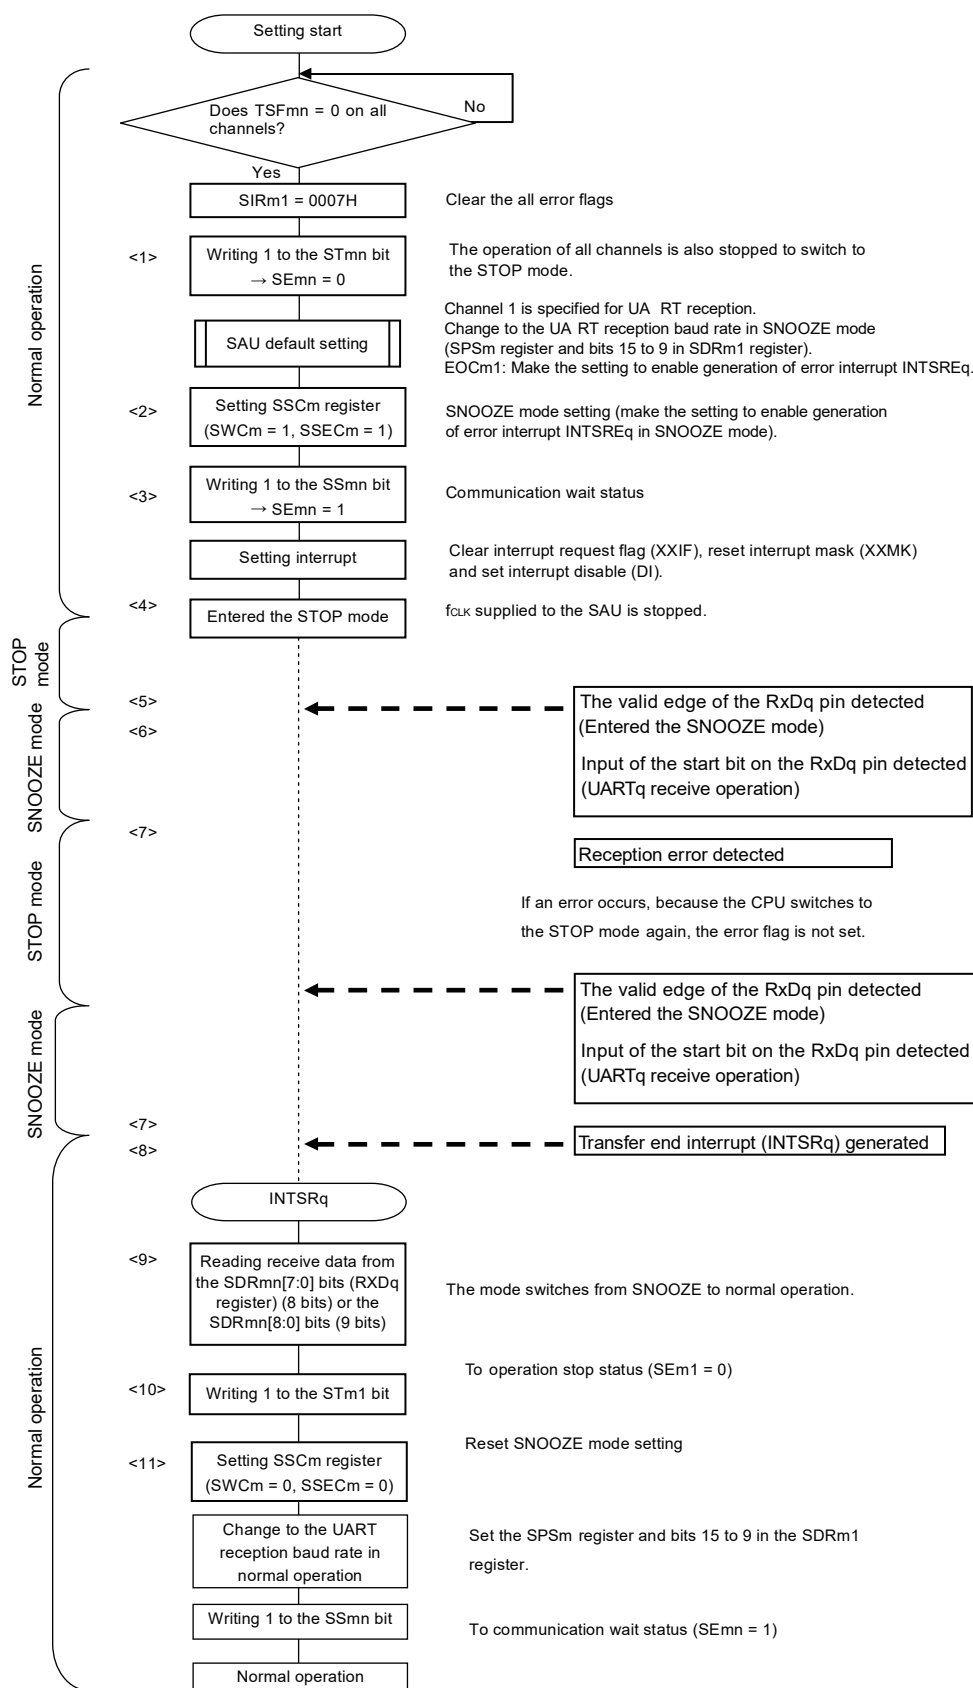 Setting start
Does TSFmn = 0 on all
channels?
No
Yes
SIRm1 = 0007H
Clear the all error flags
<1>
Writing 1 to the STmn bit
→ SEmn = 0
The operation of all channels is also stopped to switch to
the STOP mode.
SAU default setting
Channel 1 is specified for UA RT reception.
Change to the UA RT reception baud rate in SNOOZE mode
(SPSm register and bits 15 to 9 in SDRm1 register).
EOCm1: Make the setting to enable generation of error interrupt INTSREq.
Normal operation
<2>
Setting SSCm register
(SWCm = 1, SSECm = 1)
SNOOZE mode setting (make the setting to enable generation
of error interrupt INTSREq in SNOOZE mode).
<3>
Writing 1 to the SSmn bit
→ SEmn = 1
Communication wait status
Setting interrupt
Clear interrupt request flag (XXIF), reset interrupt mask (XXMK)
and set interrupt disable (DI).
<4>
Entered the STOP mode
fCLK supplied to the SAU is stopped.
STOP
mode
<5>
The valid edge of the RxDq pin detected
(Entered the SNOOZE mode)
<6>
Input of the start bit on the RxDq pin detected
(UARTq receive operation)
SNOOZE mode
<7>
Reception error detected
If an error occurs, because the CPU switches to
the STOP mode again, the error flag is not set.
STOP mode
The valid edge of the RxDq pin detected
(Entered the SNOOZE mode)
Input of the start bit on the RxDq pin detected
(UARTq receive operation)
SNOOZE mode
<7>
<8>
Transfer end interrupt (INTSRq) generated
INTSRq
<9>
Reading receive data from
the SDRmn[7:0] bits (RXDq
register) (8 bits) or the
SDRmn[8:0] bits (9 bits)
The mode switches from SNOOZE to normal operation.
<10>
Writing 1 to the STm1 bit
To operation stop status (SEm1 = 0)
Normal operation
<11>
Setting SSCm register
(SWCm = 0, SSECm = 0)
Reset SNOOZE mode setting
Change to the UART
reception baud rate in
normal operation
Set the SPSm register and bits 15 to 9 in the SDRm1
register.
Writing 1 to the SSmn bit
To communication wait status (SEmn = 1)
Normal operation